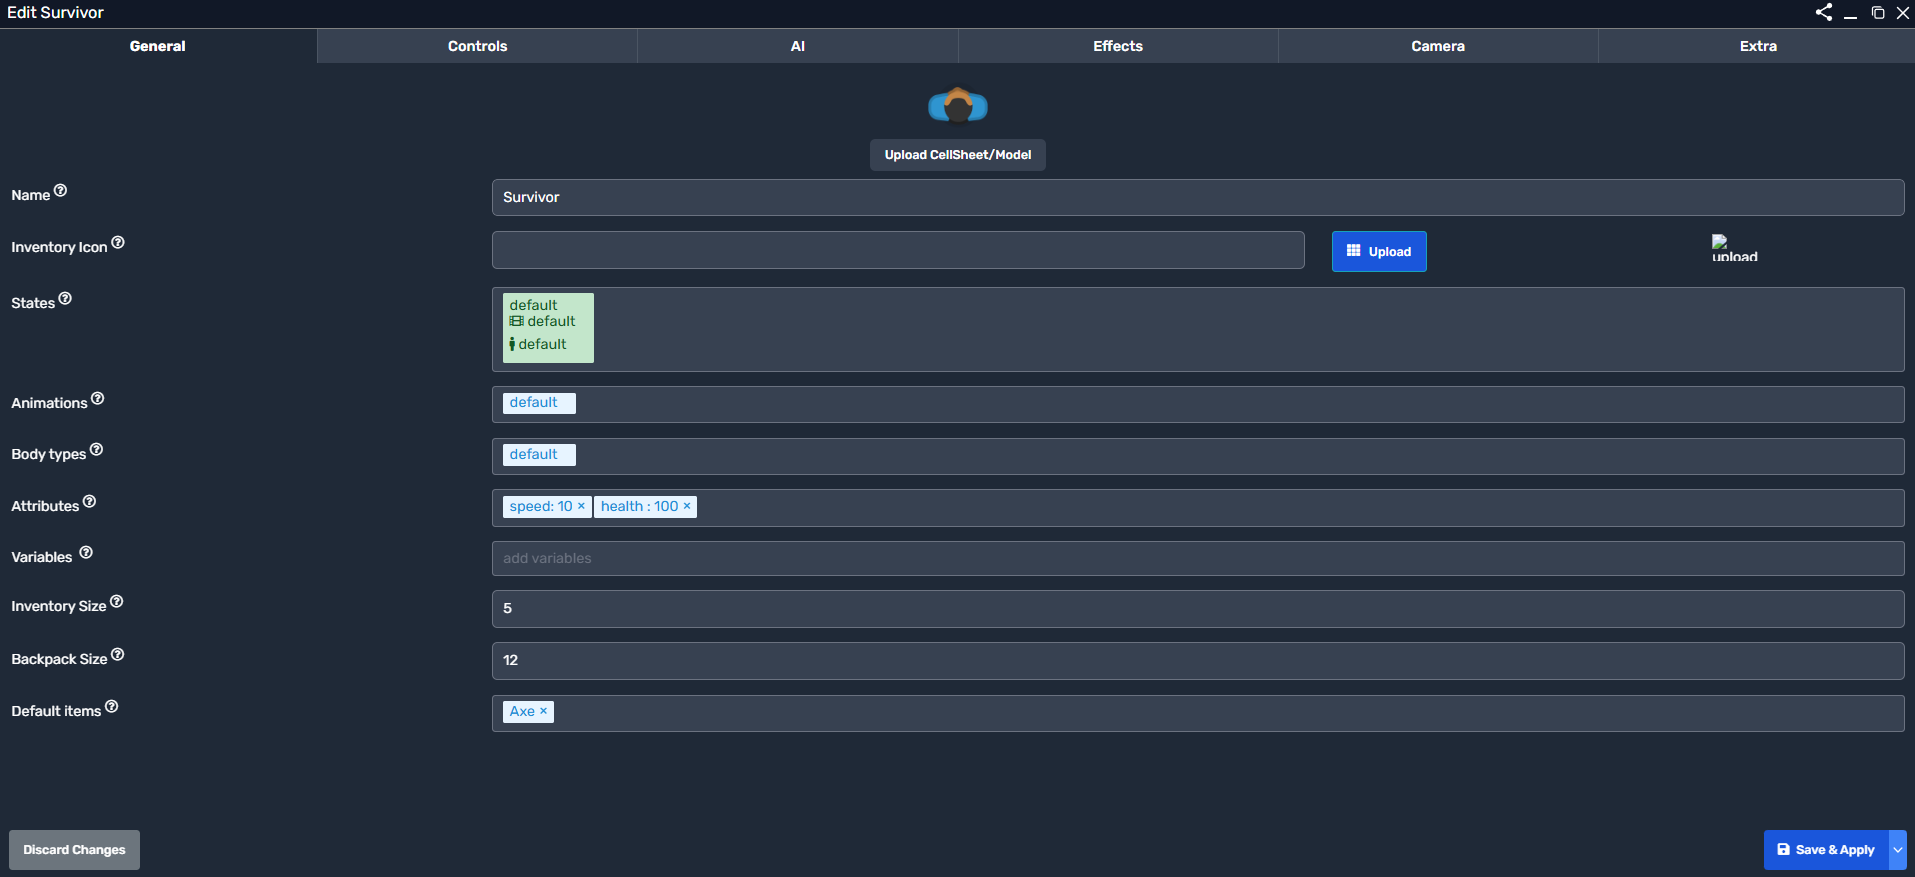 Edit Survivor
General
Controls
AI
Effects
Camera
Extra
Upload CellSheet/Model
Name
Survivor
Inventory Icon
Upload
upload
States
default
default
default
Animations
default
Body types
default
Attributes
speed: 10 ×
health : 100 ×
Variables
add variables
Inventory Size
5
Backpack Size
12
Default items
Axe ×
Discard Changes
Save & Apply